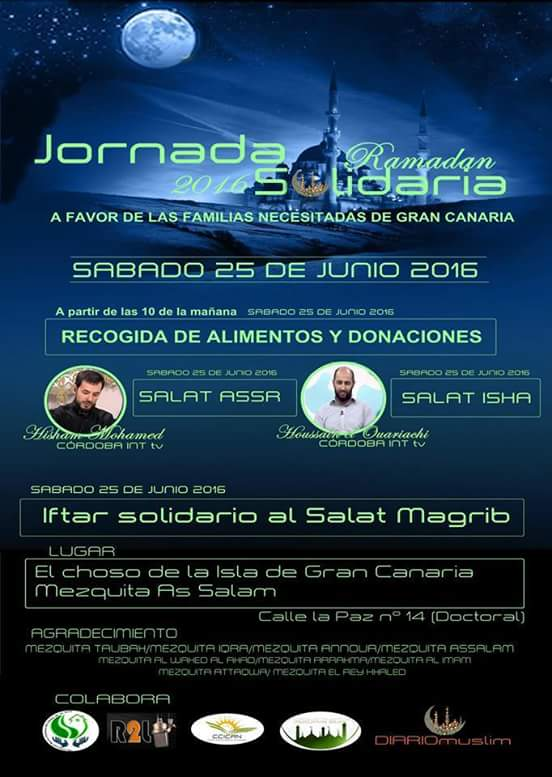 Jornada
Ramadan
2016 Solidaria
A FAVOR DE LAS FAMILIAS NECESITADAS DE GRAN CANARIA
SABADO 25 DE JUNIO 2016
A partir de las 10 de la mañana SABADO 25 DE JUNIO 2016
RECOGIDA DE ALIMENTOS Y DONACIONES
SABADO 25 DE JUNIO 2016
SALAT ASSR
Hisham Mohamed
CÓRDOBA INT tv
SABADO 25 DE JUNIO 2016
SALAT ISHA
Houssain Ouariachi
CÓRDOBA INT tv
SABADO 25 DE JUNIO 2016
Iftar solidario al Salat Magrib
LUGAR
El choso de la Isla de Gran Canaria
Mezquita As Salam
Calle la Paz nº 14 (Doctoral)
AGRADECIMIENTO
MEZQUITA TAUBAH/MEZQUITA IQRA/MEZQUITA ANNOUR/MEZQUITA ASSALAM
MEZQUITA AL WAHED AL AHAD/MEZQUITA ARRAHMA/MEZQUITA AL IMAM
MEZQUITA ATTAQWA/ MEZQUITA EL REY KHALED
COLABORA
R2L
CCICAN
DIARIOmuslim